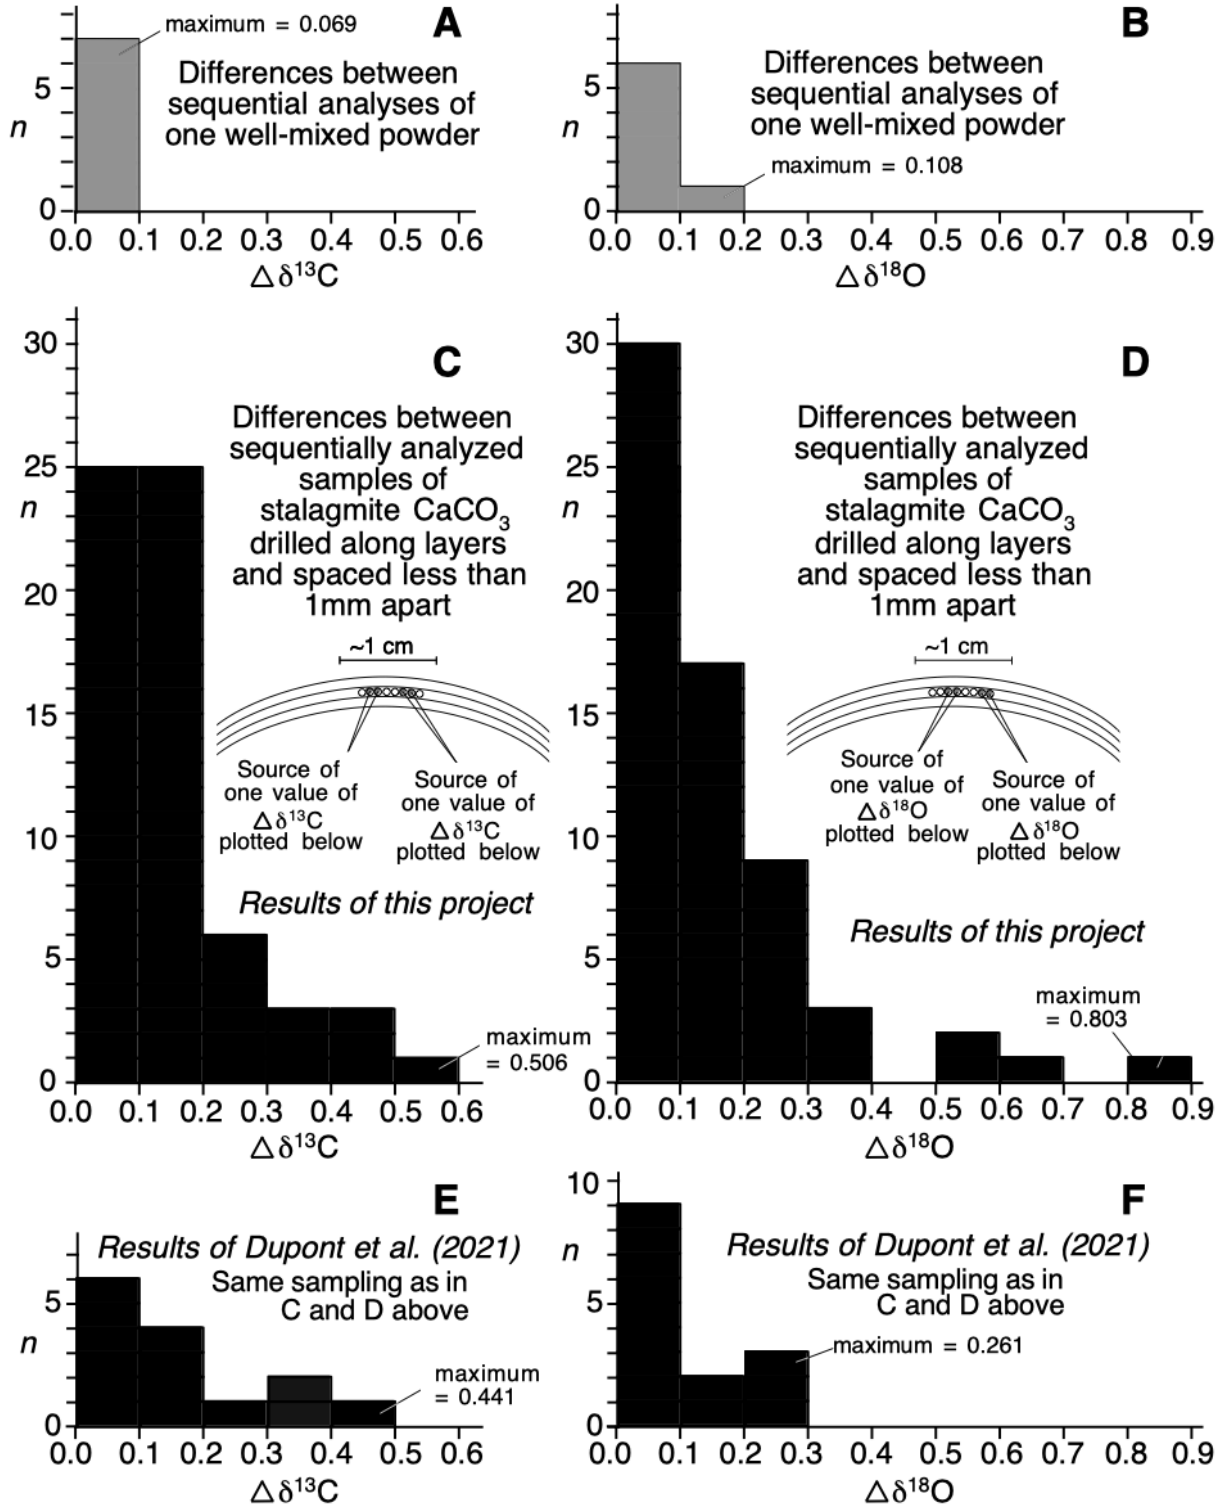 A
maximum = 0.069
Differences between
sequential analyses of
one well-mixed powder
5
n
0
0.0 0.1 0.2 0.3 0.4 0.5 0.6
Δδ¹³C
B
Differences between
sequential analyses of
one well-mixed powder
maximum = 0.108
5
n
0
0.0 0.1 0.2 0.3 0.4 0.5 0.6 0.7 0.8 0.9
Δδ¹⁸O
C
30
25
n
20
15
10
5
0
Differences between
sequentially analyzed
samples of
stalagmite CaCO₃
drilled along layers
and spaced less than
1mm apart
~1 cm
Source of
one value of
Δδ¹³C
plotted below
Source of
one value of
Δδ¹³C
plotted below
Results of this project
maximum
= 0.506
0.0 0.1 0.2 0.3 0.4 0.5 0.6
Δδ¹³C
D
30
25
n
20
15
10
5
0
Differences between
sequentially analyzed
samples of
stalagmite CaCO₃
drilled along layers
and spaced less than
1mm apart
~1 cm
Source of
one value of
Δδ¹⁸O
plotted below
Source of
one value of
Δδ¹⁸O
plotted below
Results of this project
maximum
= 0.803
0.0 0.1 0.2 0.3 0.4 0.5 0.6 0.7 0.8 0.9
Δδ¹⁸O
E
Results of Dupont et al. (2021)
Same sampling as in
C and D above
5
n
0
maximum
= 0.441
0.0 0.1 0.2 0.3 0.4 0.5 0.6
Δδ¹³C
F
10
n
5
0
Results of Dupont et al. (2021)
Same sampling as in
C and D above
maximum = 0.261
0.0 0.1 0.2 0.3 0.4 0.5 0.6 0.7 0.8 0.9
Δδ¹⁸O